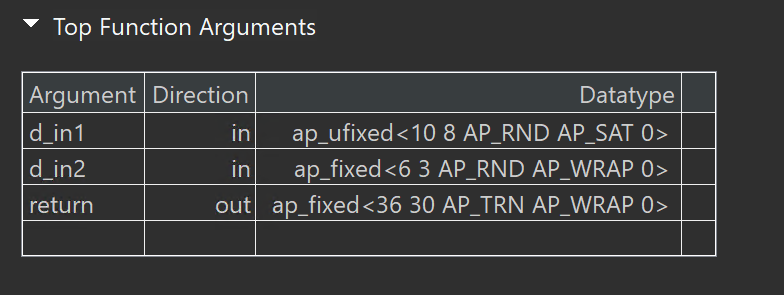 Top Function Arguments
Argument Direction Datatype
d_in1 in ap_ufixed<10 8 AP_RND AP_SAT 0>
d_in2 in ap_fixed<6 3 AP_RND AP_WRAP 0>
return out ap_fixed<36 30 AP_TRN AP_WRAP 0>